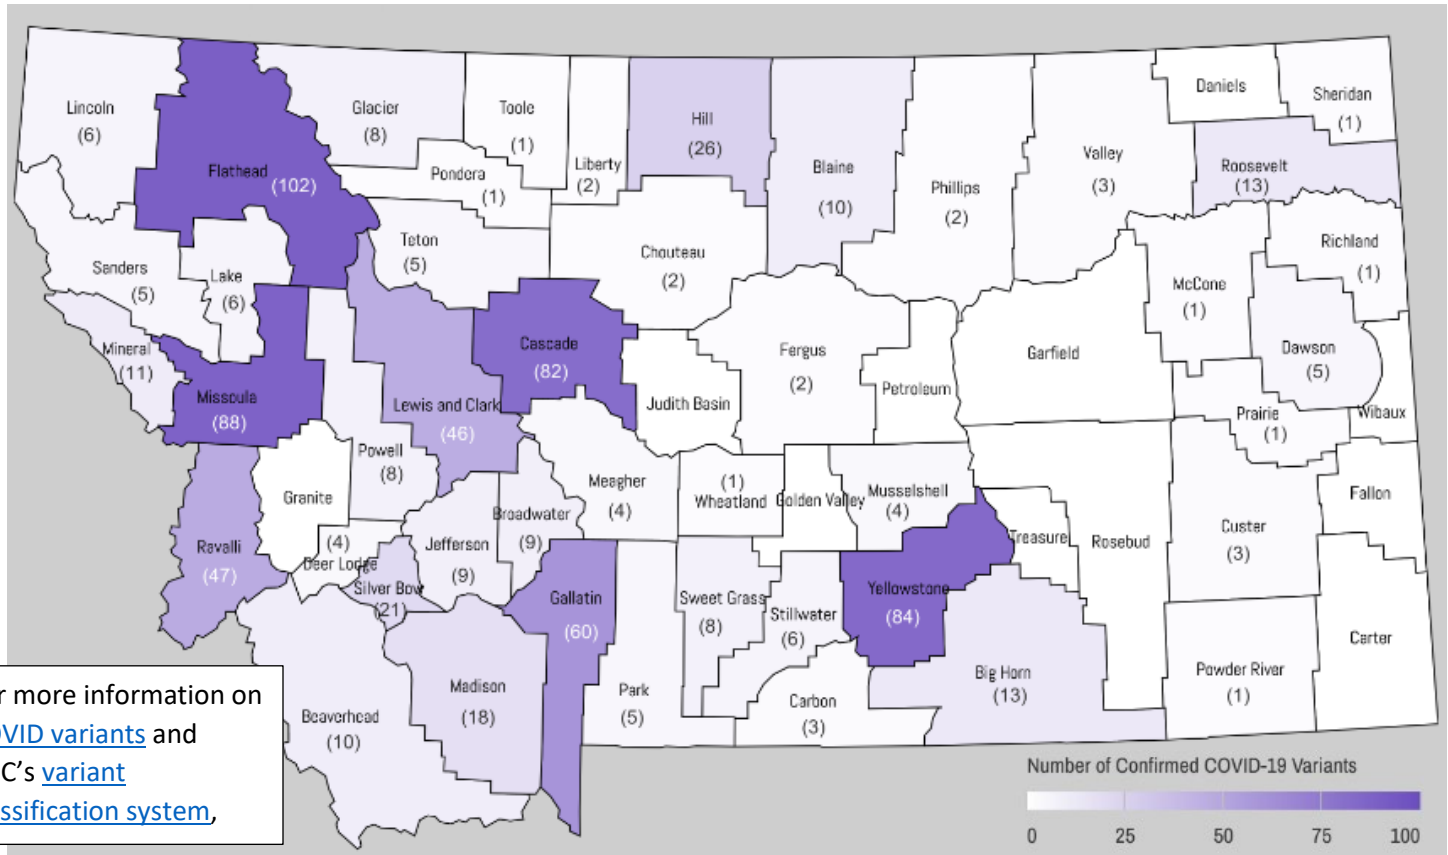 Lincoln
(6)
Flathead
(102)
Glacier
(8)
Toole
(1)
Pondera
(1)
Liberty
(2)
Hill
(26)
Blaine
(10)
Phillips
(2)
Valley
(3)
Daniels
Sheridan
(1)
Roosevelt
(13)
Sanders
(5)
Lake
(6)
Teton
(5)
Chouteau
(2)
McCone
(1)
Richland
(1)
Mineral
(11)
Missoula
(88)
Lewis and Clark
(46)
Cascade
(82)
Judith Basin
Fergus
(2)
Petroleum
Garfield
Dawson
(5)
Prairie
(1)
Wibaux
Powell
(8)
Granite
Ravalli
(47)
(4)
Deer Lodge
Silver Bow
(21)
Jefferson
(9)
Broadwater
(9)
Meagher
(4)
(1)
Wheatland
Golden Valley
Musselshell
(4)
Treasure
Rosebud
Custer
(3)
Fallon
Gallatin
(60)
Sweet Grass
(8)
Stillwater
(6)
Yellowstone
(84)
Big Horn
(13)
Powder River
(1)
Carter
Beaverhead
(10)
Madison
(18)
Park
(5)
Carbon
(3)
r more information on
OVID variants and
C’s variant
assification system,
Number of Confirmed COVID-19 Variants
0 25 50 75 100